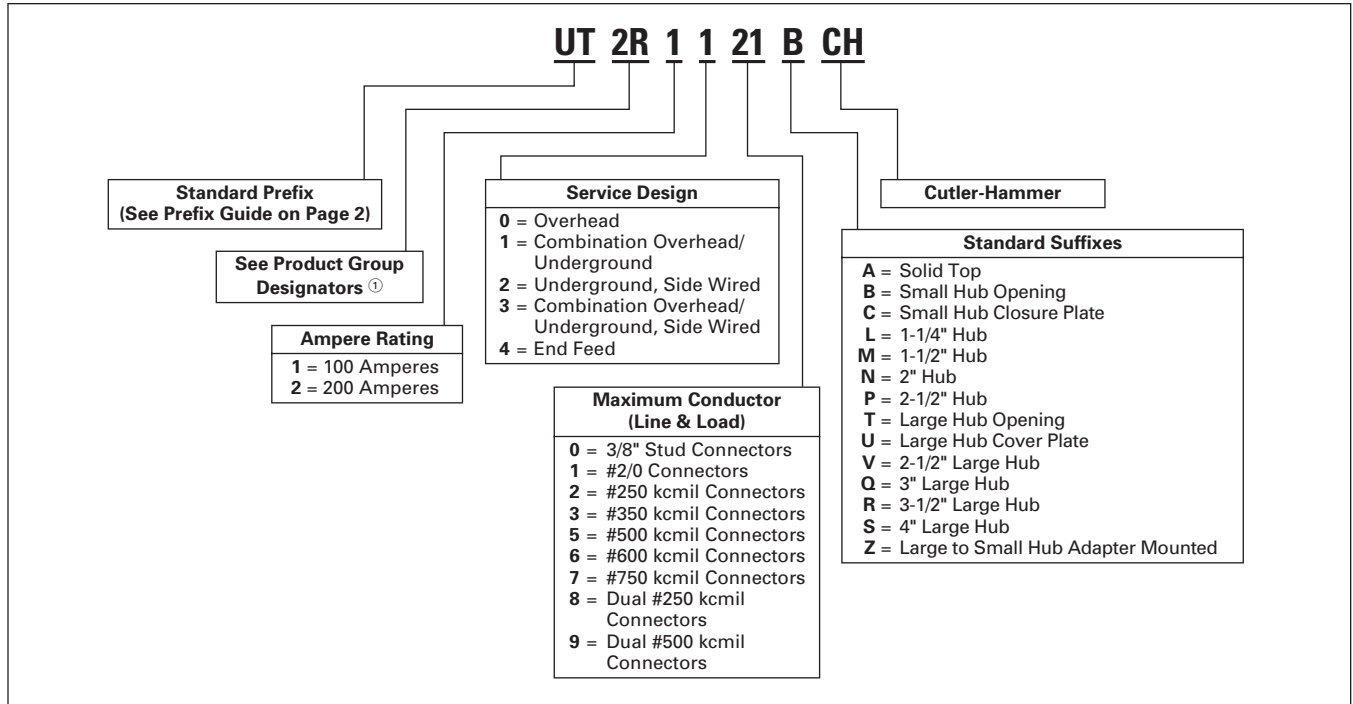 UT 2R 1 1 21 B CH
Standard Prefix
(See Prefix Guide on Page 2)
See Product Group
Designators ①
Ampere Rating
1 = 100 Amperes
2 = 200 Amperes
Service Design
0 = Overhead
1 = Combination Overhead/
Underground
2 = Underground, Side Wired
3 = Combination Overhead/
Underground, Side Wired
4 = End Feed
Maximum Conductor
(Line & Load)
0 = 3/8" Stud Connectors
1 = #2/0 Connectors
2 = #250 kcmil Connectors
3 = #350 kcmil Connectors
5 = #500 kcmil Connectors
6 = #600 kcmil Connectors
7 = #750 kcmil Connectors
8 = Dual #250 kcmil
Connectors
9 = Dual #500 kcmil
Connectors
Cutler-Hammer
Standard Suffixes
A = Solid Top
B = Small Hub Opening
C = Small Hub Closure Plate
L = 1-1/4" Hub
M = 1-1/2" Hub
N = 2" Hub
P = 2-1/2" Hub
T = Large Hub Opening
U = Large Hub Cover Plate
V = 2-1/2" Large Hub
Q = 3" Large Hub
R = 3-1/2" Large Hub
S = 4" Large Hub
Z = Large to Small Hub Adapter Mounted